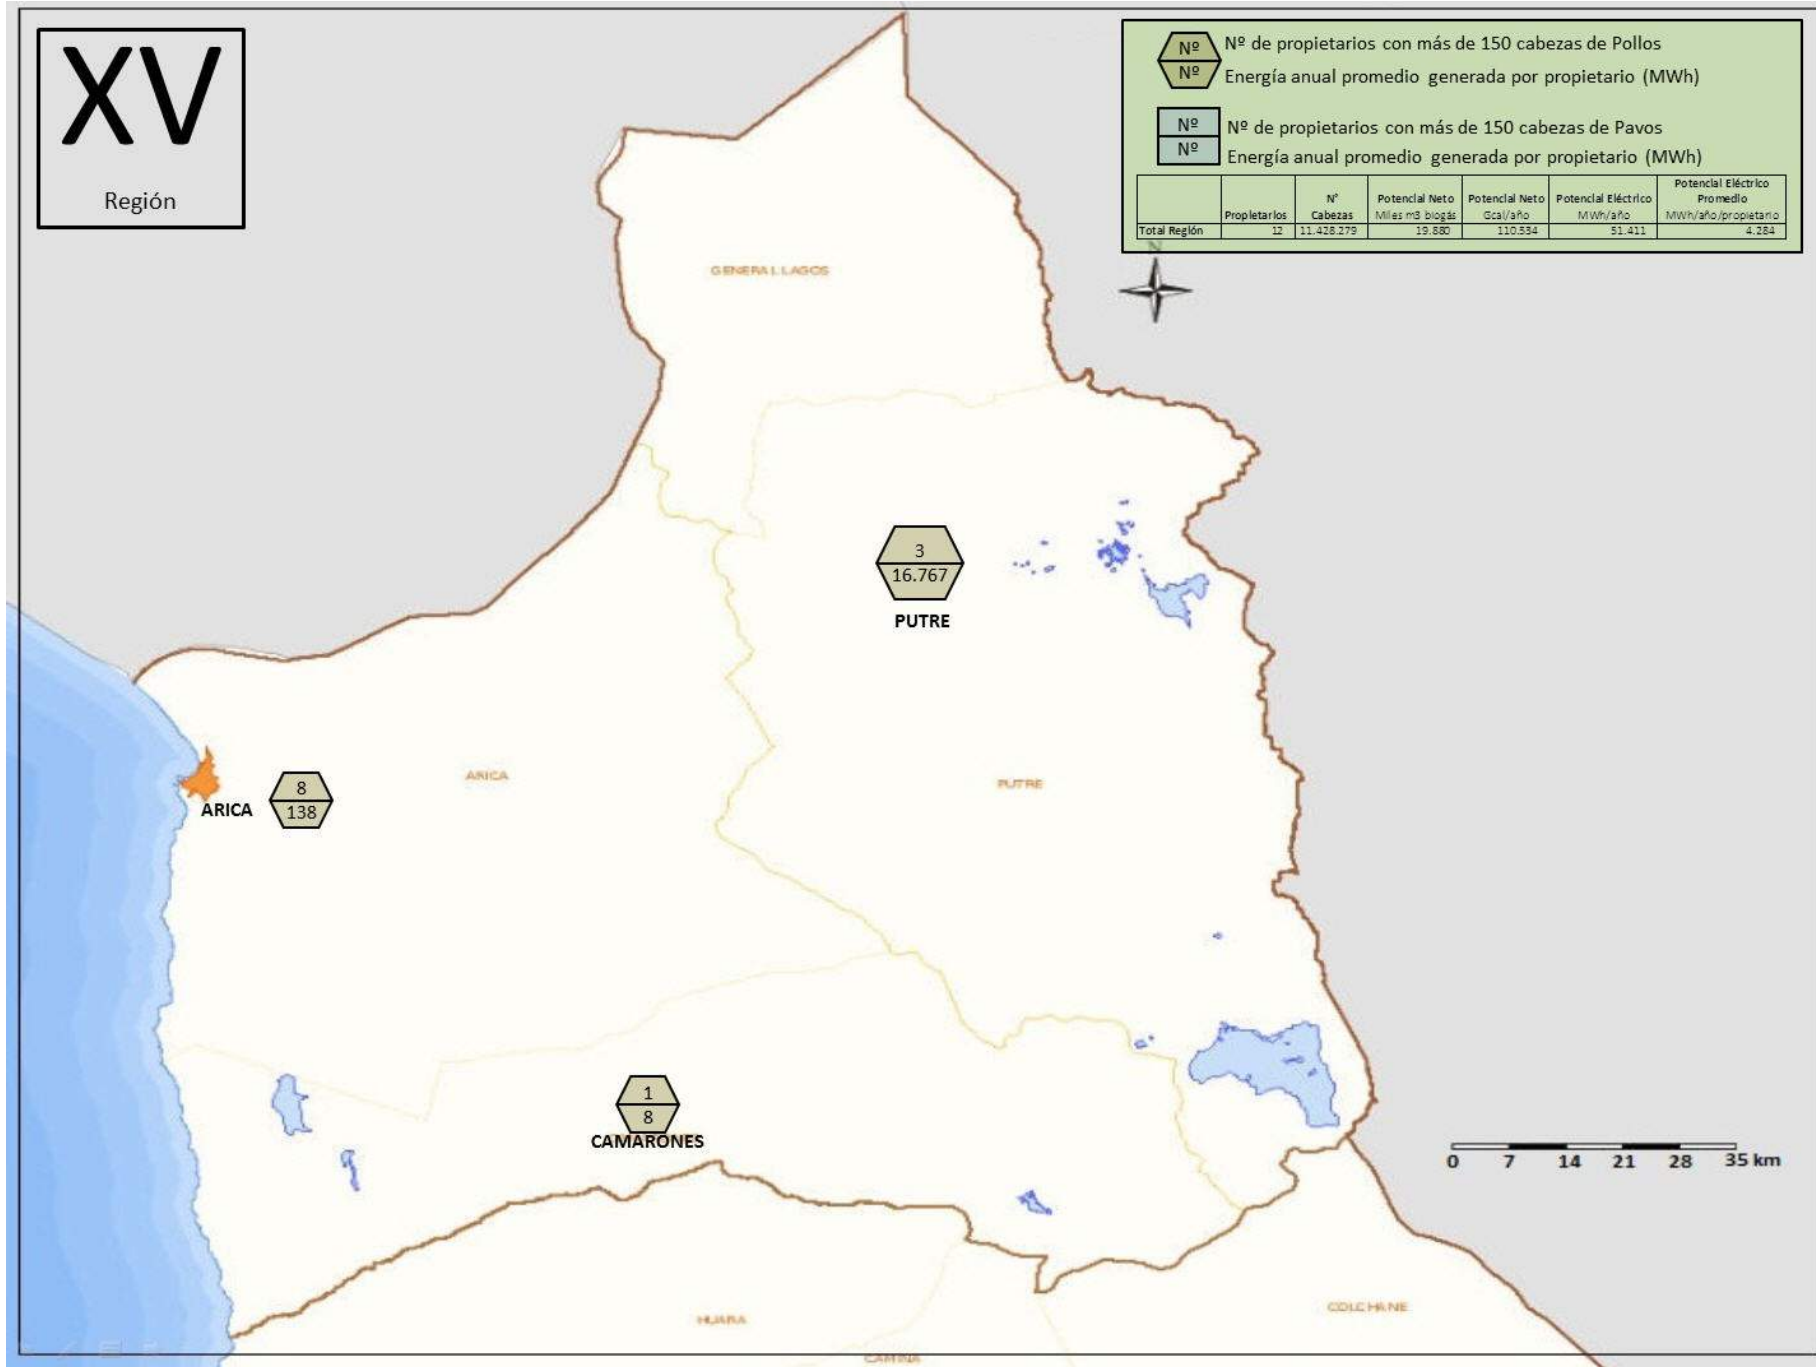 XV
Región
Nº
Nº
Nº de propietarios con más de 150 cabezas de Pollos
Energía anual promedio generada por propietario (MWh)
Nº
Nº
Nº de propietarios con más de 150 cabezas de Pavos
Energía anual promedio generada por propietario (MWh)
Propietarios
N° Cabezas
Potencial Neto Miles m3 biogás
Potencial Neto Gcal/año
Potencial Eléctrico MWh/año
Potencial Eléctrico Promedio MWh/año/propietario
Total Región 12 11.428.279 19.880 110.534 51.411 4.284
N
GENERAL LAGOS
3
16.767
PUTRE
ARICA
PUTRE
8
138
ARICA
1
8
CAMARONES
0 7 14 21 28 35 km
HUARA
COLCHANE
CAMIÑA